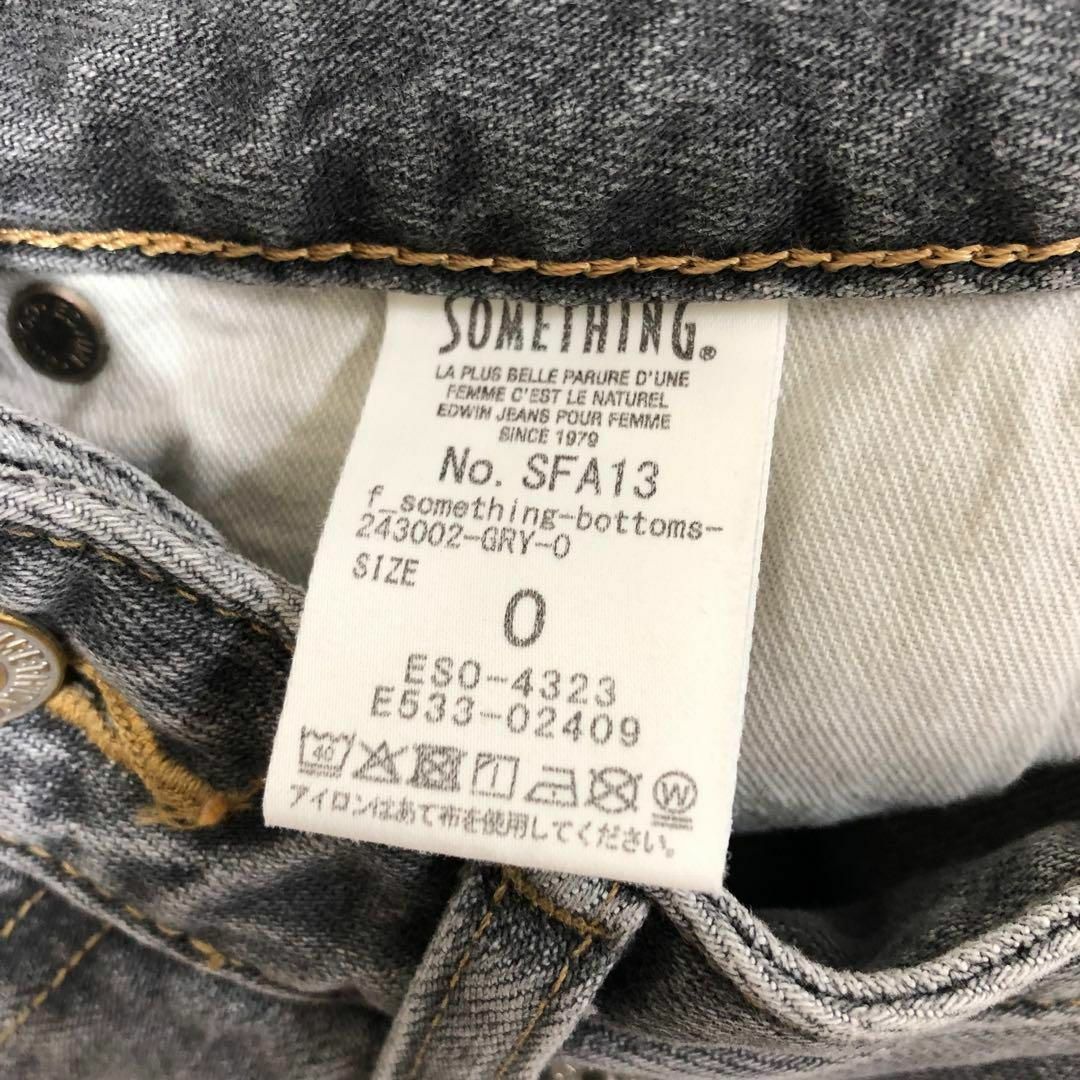 SOMETHING®
LA PLUS BELLE PARURE D'UNE
FEMME C'EST LE NATUREL
EDWIN JEANS POUR FEMME
SINCE 1979
No. SFA13
f_something-bottoms-
243002-GRY-0
SIZE
0
ESO-4323
E533-02409
40
W
アイロンはあて布を使用してください。